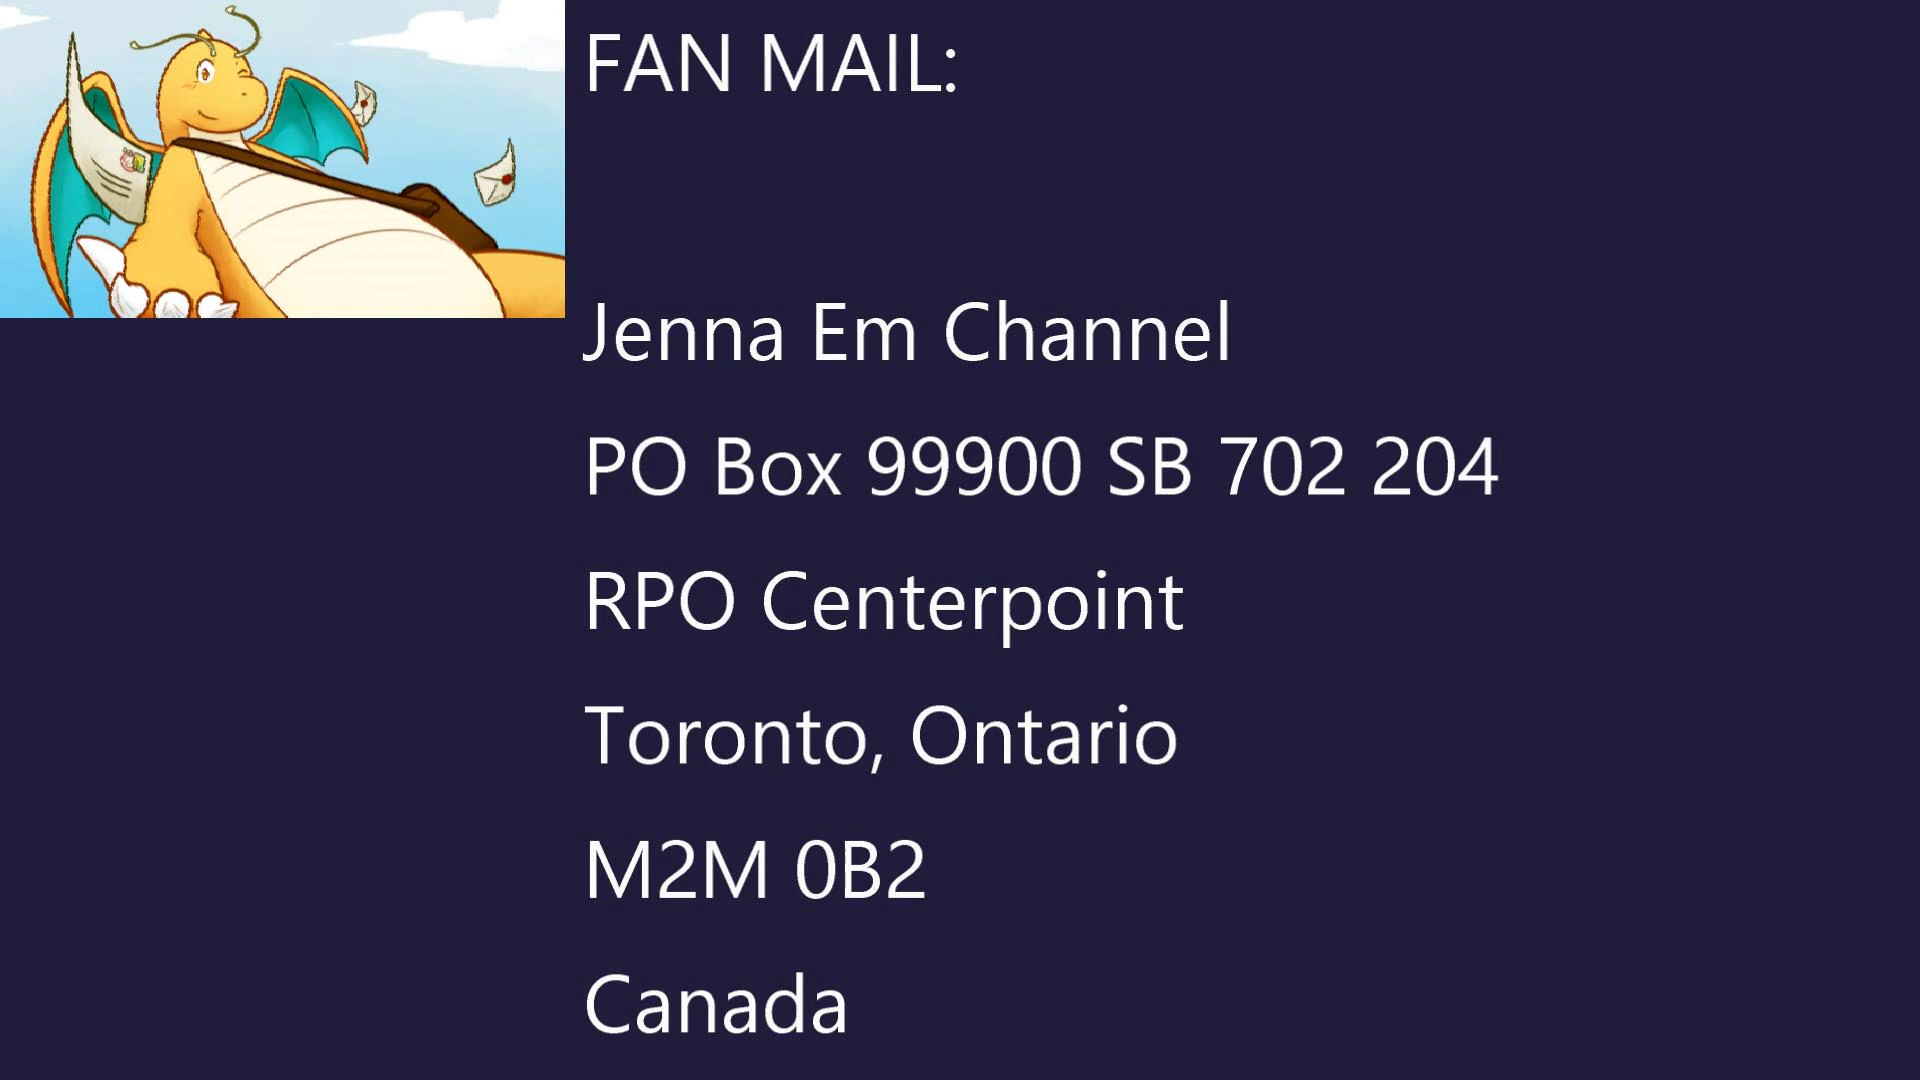 FAN MAIL:
Jenna Em Channel
PO Box 99900 SB 702 204
RPO Centerpoint
Toronto, Ontario
M2M 0B2
Canada